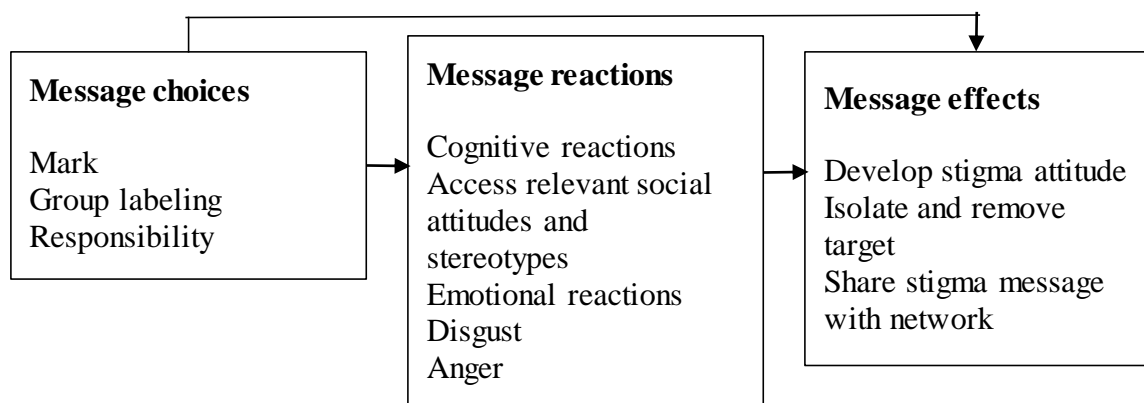 Message choices
Mark
Group labeling
Responsibility
Message reactions
Cognitive reactions
Access relevant social
attitudes and
stereotypes
Emotional reactions
Disgust
Anger
Message effects
Develop stigma attitude
Isolate and remove
target
Share stigma message
with network